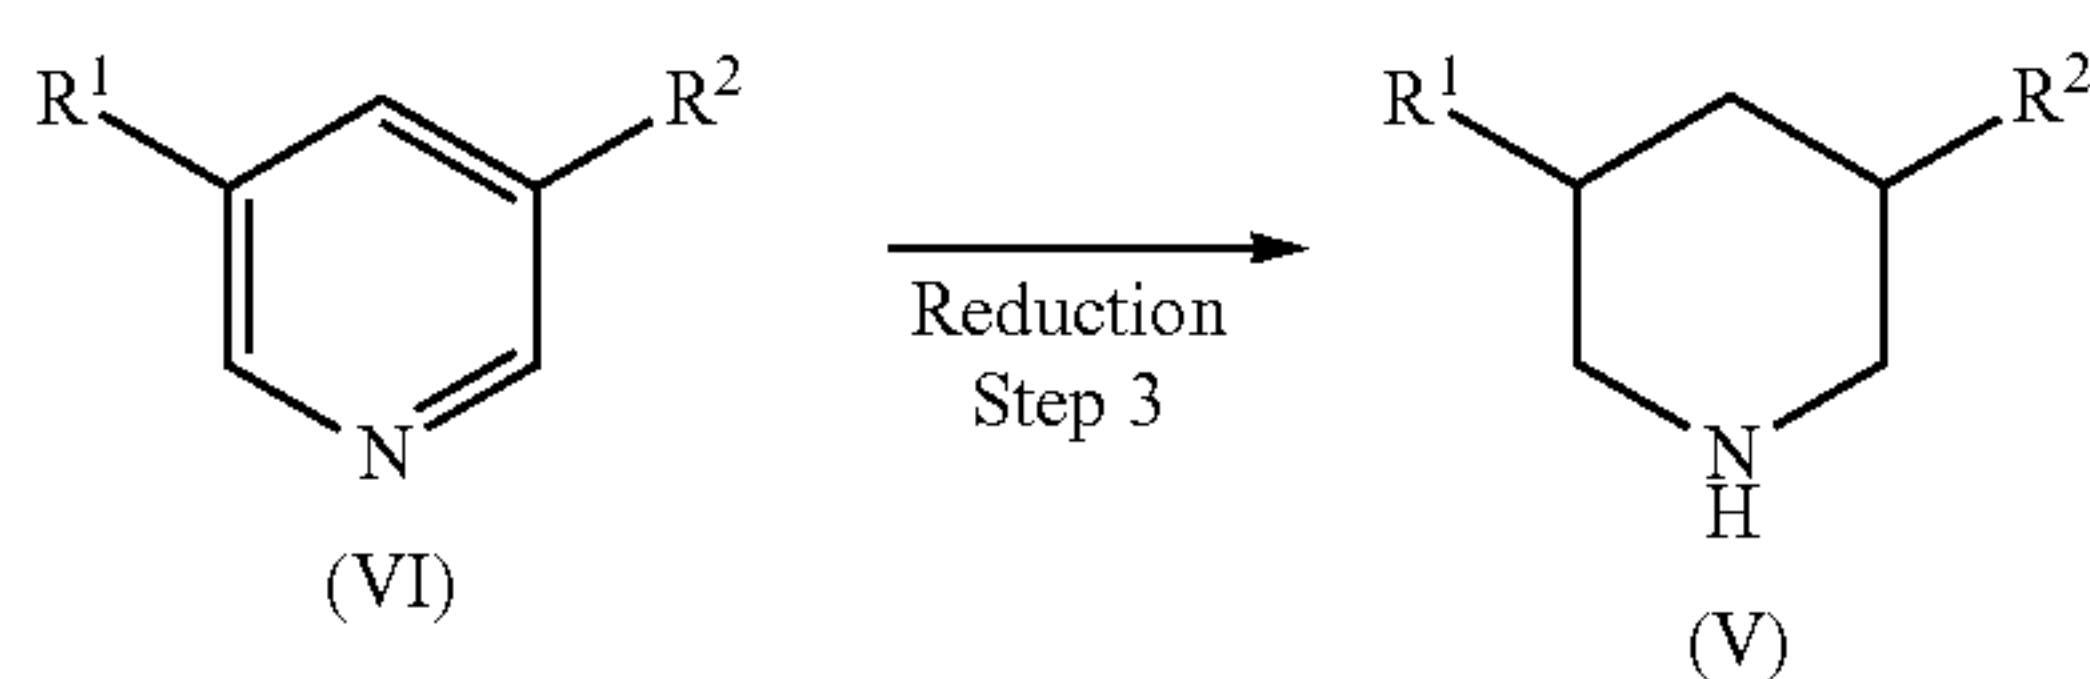 R¹ R² R¹ R²
Reduction
Step 3
N N
H
(VI)
(V)